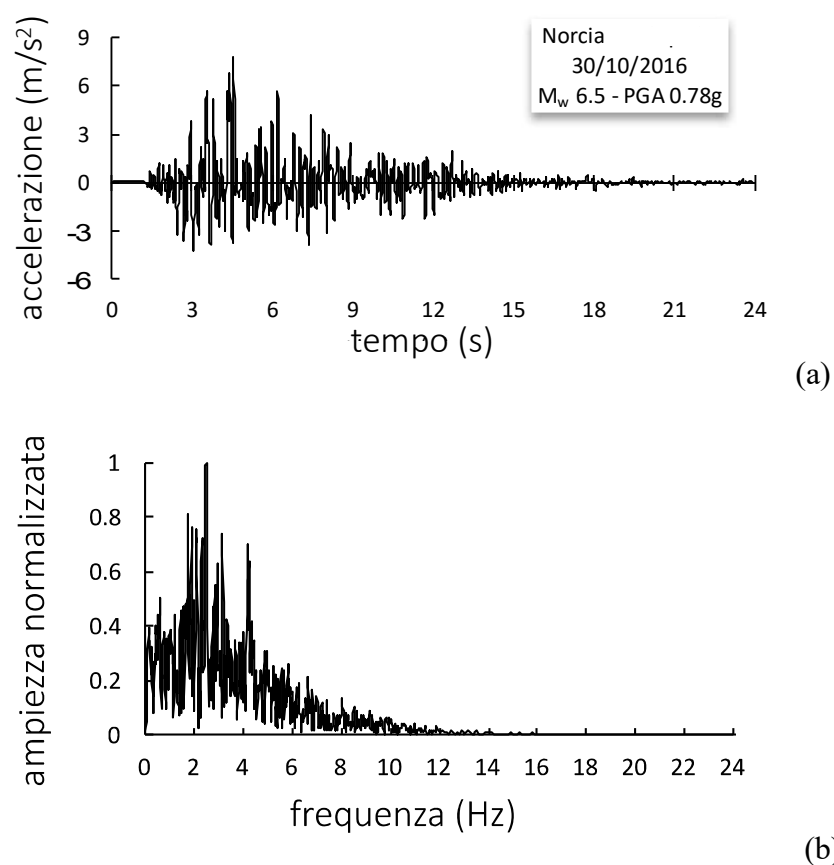 accelerazione (m/s²)
9
6
3
0
-3
-6
Norcia
30/10/2016
Mw 6.5 - PGA 0.78g
0 3 6 9 12 15 18 21 24
tempo (s)
(a)
ampiezza normalizzata
1
0.8
0.6
0.4
0.2
0
0 2 4 6 8 10 12 14 16 18 20 22 24
frequenza (Hz)
(b)